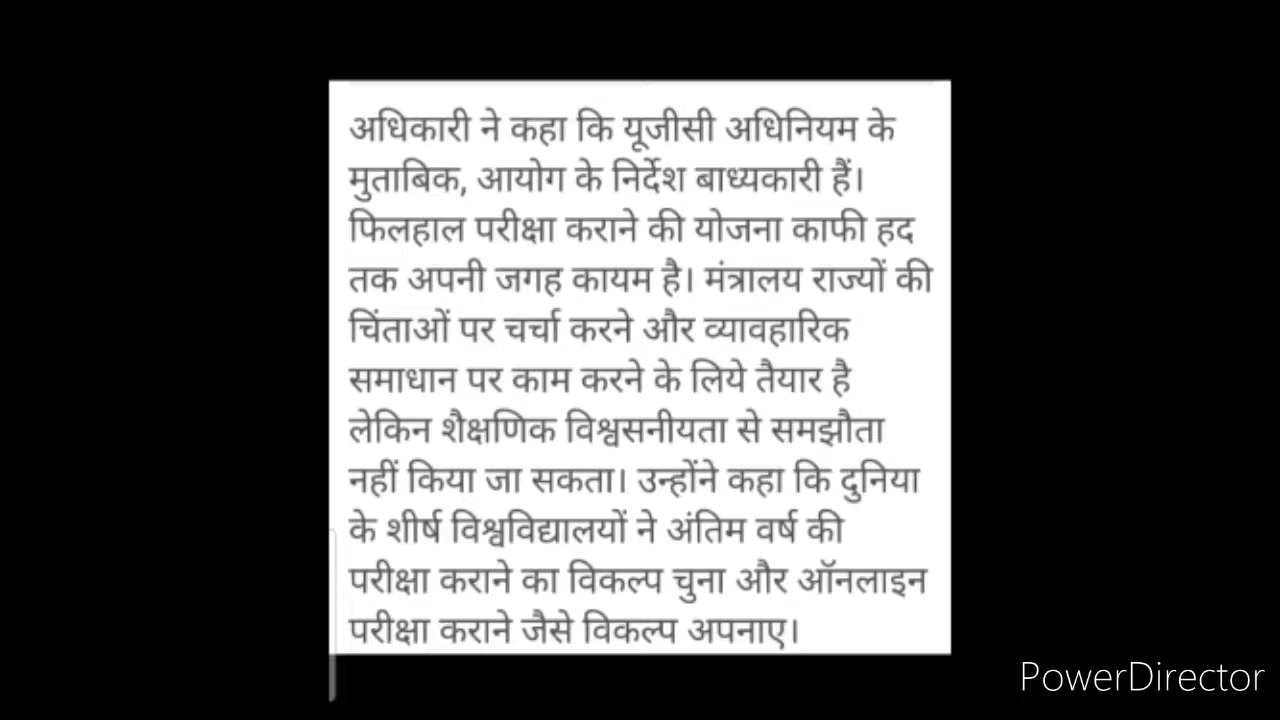 अधिकारी ने कहा कि यूजीसी अधिनियम के
मुताबिक, आयोग के निर्देश बाध्यकारी हैं।
फिलहाल परीक्षा कराने की योजना काफी हद
तक अपनी जगह कायम है। मंत्रालय राज्यों की
चिंताओं पर चर्चा करने और व्यावहारिक
समाधान पर काम करने के लिये तैयार है
लेकिन शैक्षणिक विश्वसनीयता से समझौता
नहीं किया जा सकता। उन्होंने कहा कि दुनिया
के शीर्ष विश्वविद्यालयों ने अंतिम वर्ष की
परीक्षा कराने का विकल्प चुना और ऑनलाइन
परीक्षा कराने जैसे विकल्प अपनाए।
PowerDirector